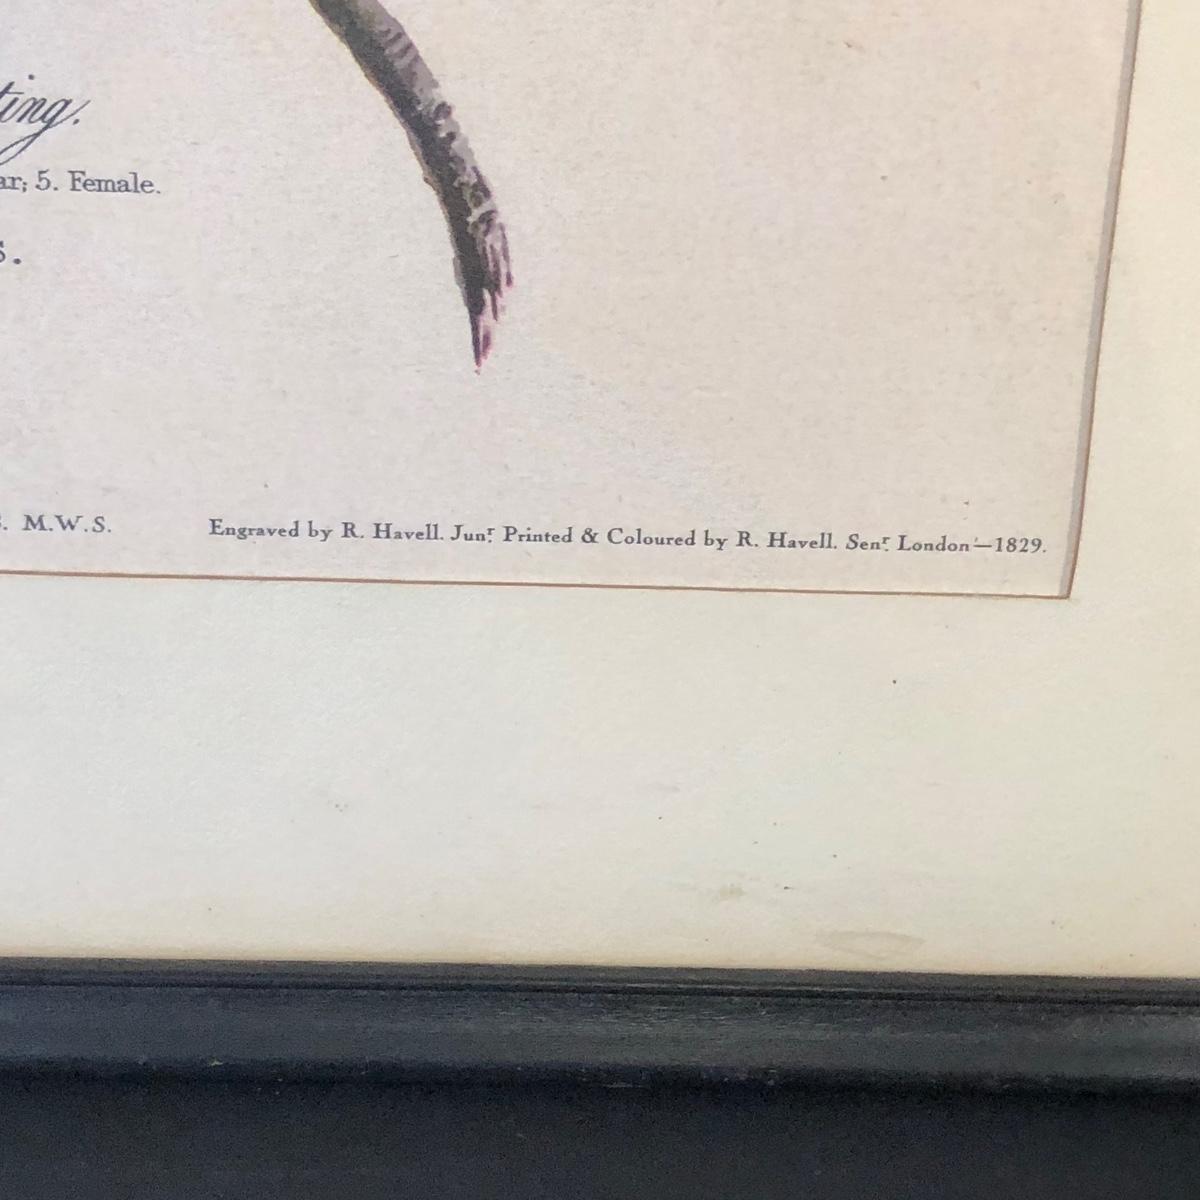 ting.
ar; 5. Female.
s.
. M.W.S. Engraved by R. Havell. Junr. Printed & Coloured by R. Havell. Senr. London—1829.